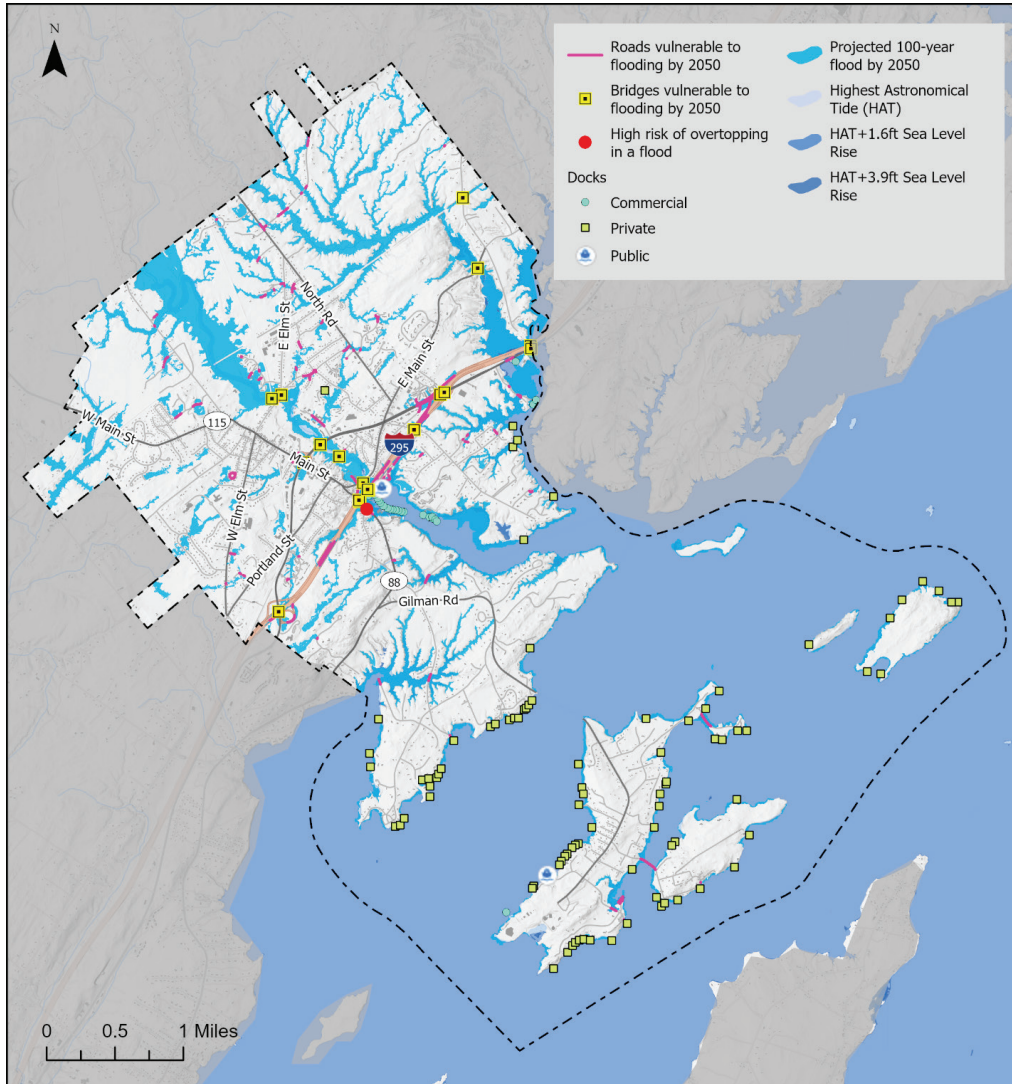 N
Roads vulnerable to
flooding by 2050
Bridges vulnerable to
flooding by 2050
High risk of overtopping
in a flood
Docks
Commercial
Private
Public
Projected 100-year
flood by 2050
Highest Astronomical
Tide (HAT)
HAT+1.6ft Sea Level
Rise
HAT+3.9ft Sea Level
Rise
North Rd
E Elm St
E Main St
W Main St
115
295
Main St
W Elm St
Portland St
88
Gilman Rd
0 0.5 1 Miles